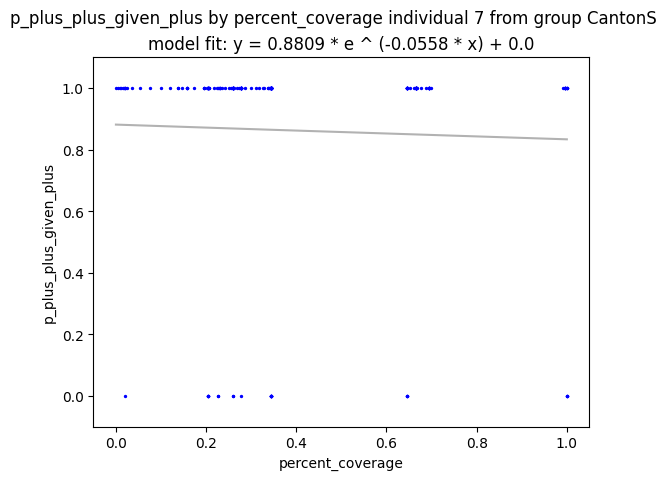 p_plus_plus_given_plus by percent_coverage individual 7 from group CantonS
model fit: y = 0.8809 * e ^ (-0.0558 * x) + 0.0
1.0
0.8
0.6
0.4
0.2
0.0
p_plus_plus_given_plus
0.0 0.2 0.4 0.6 0.8 1.0
percent_coverage